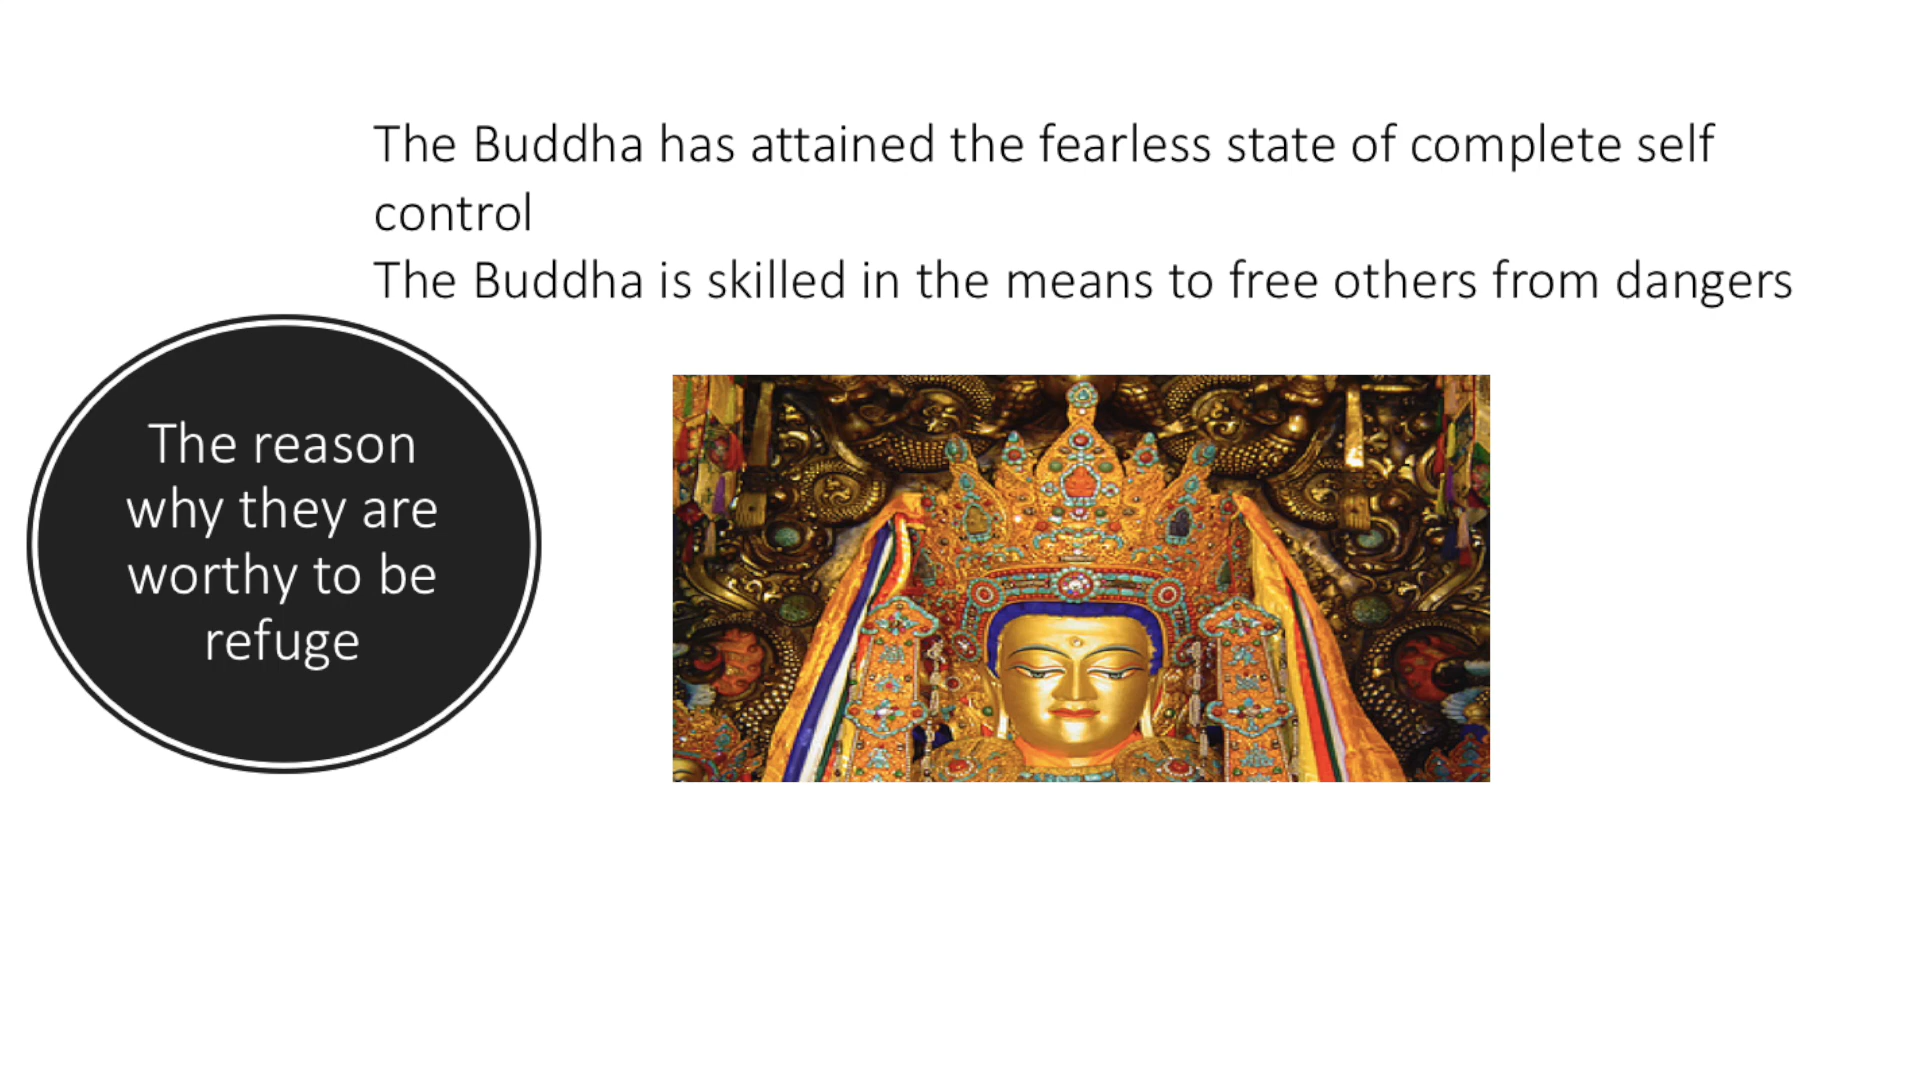 The Buddha has attained the fearless state of complete self
control
The Buddha is skilled in the means to free others from dangers
The reason
why they are
worthy to be
refuge